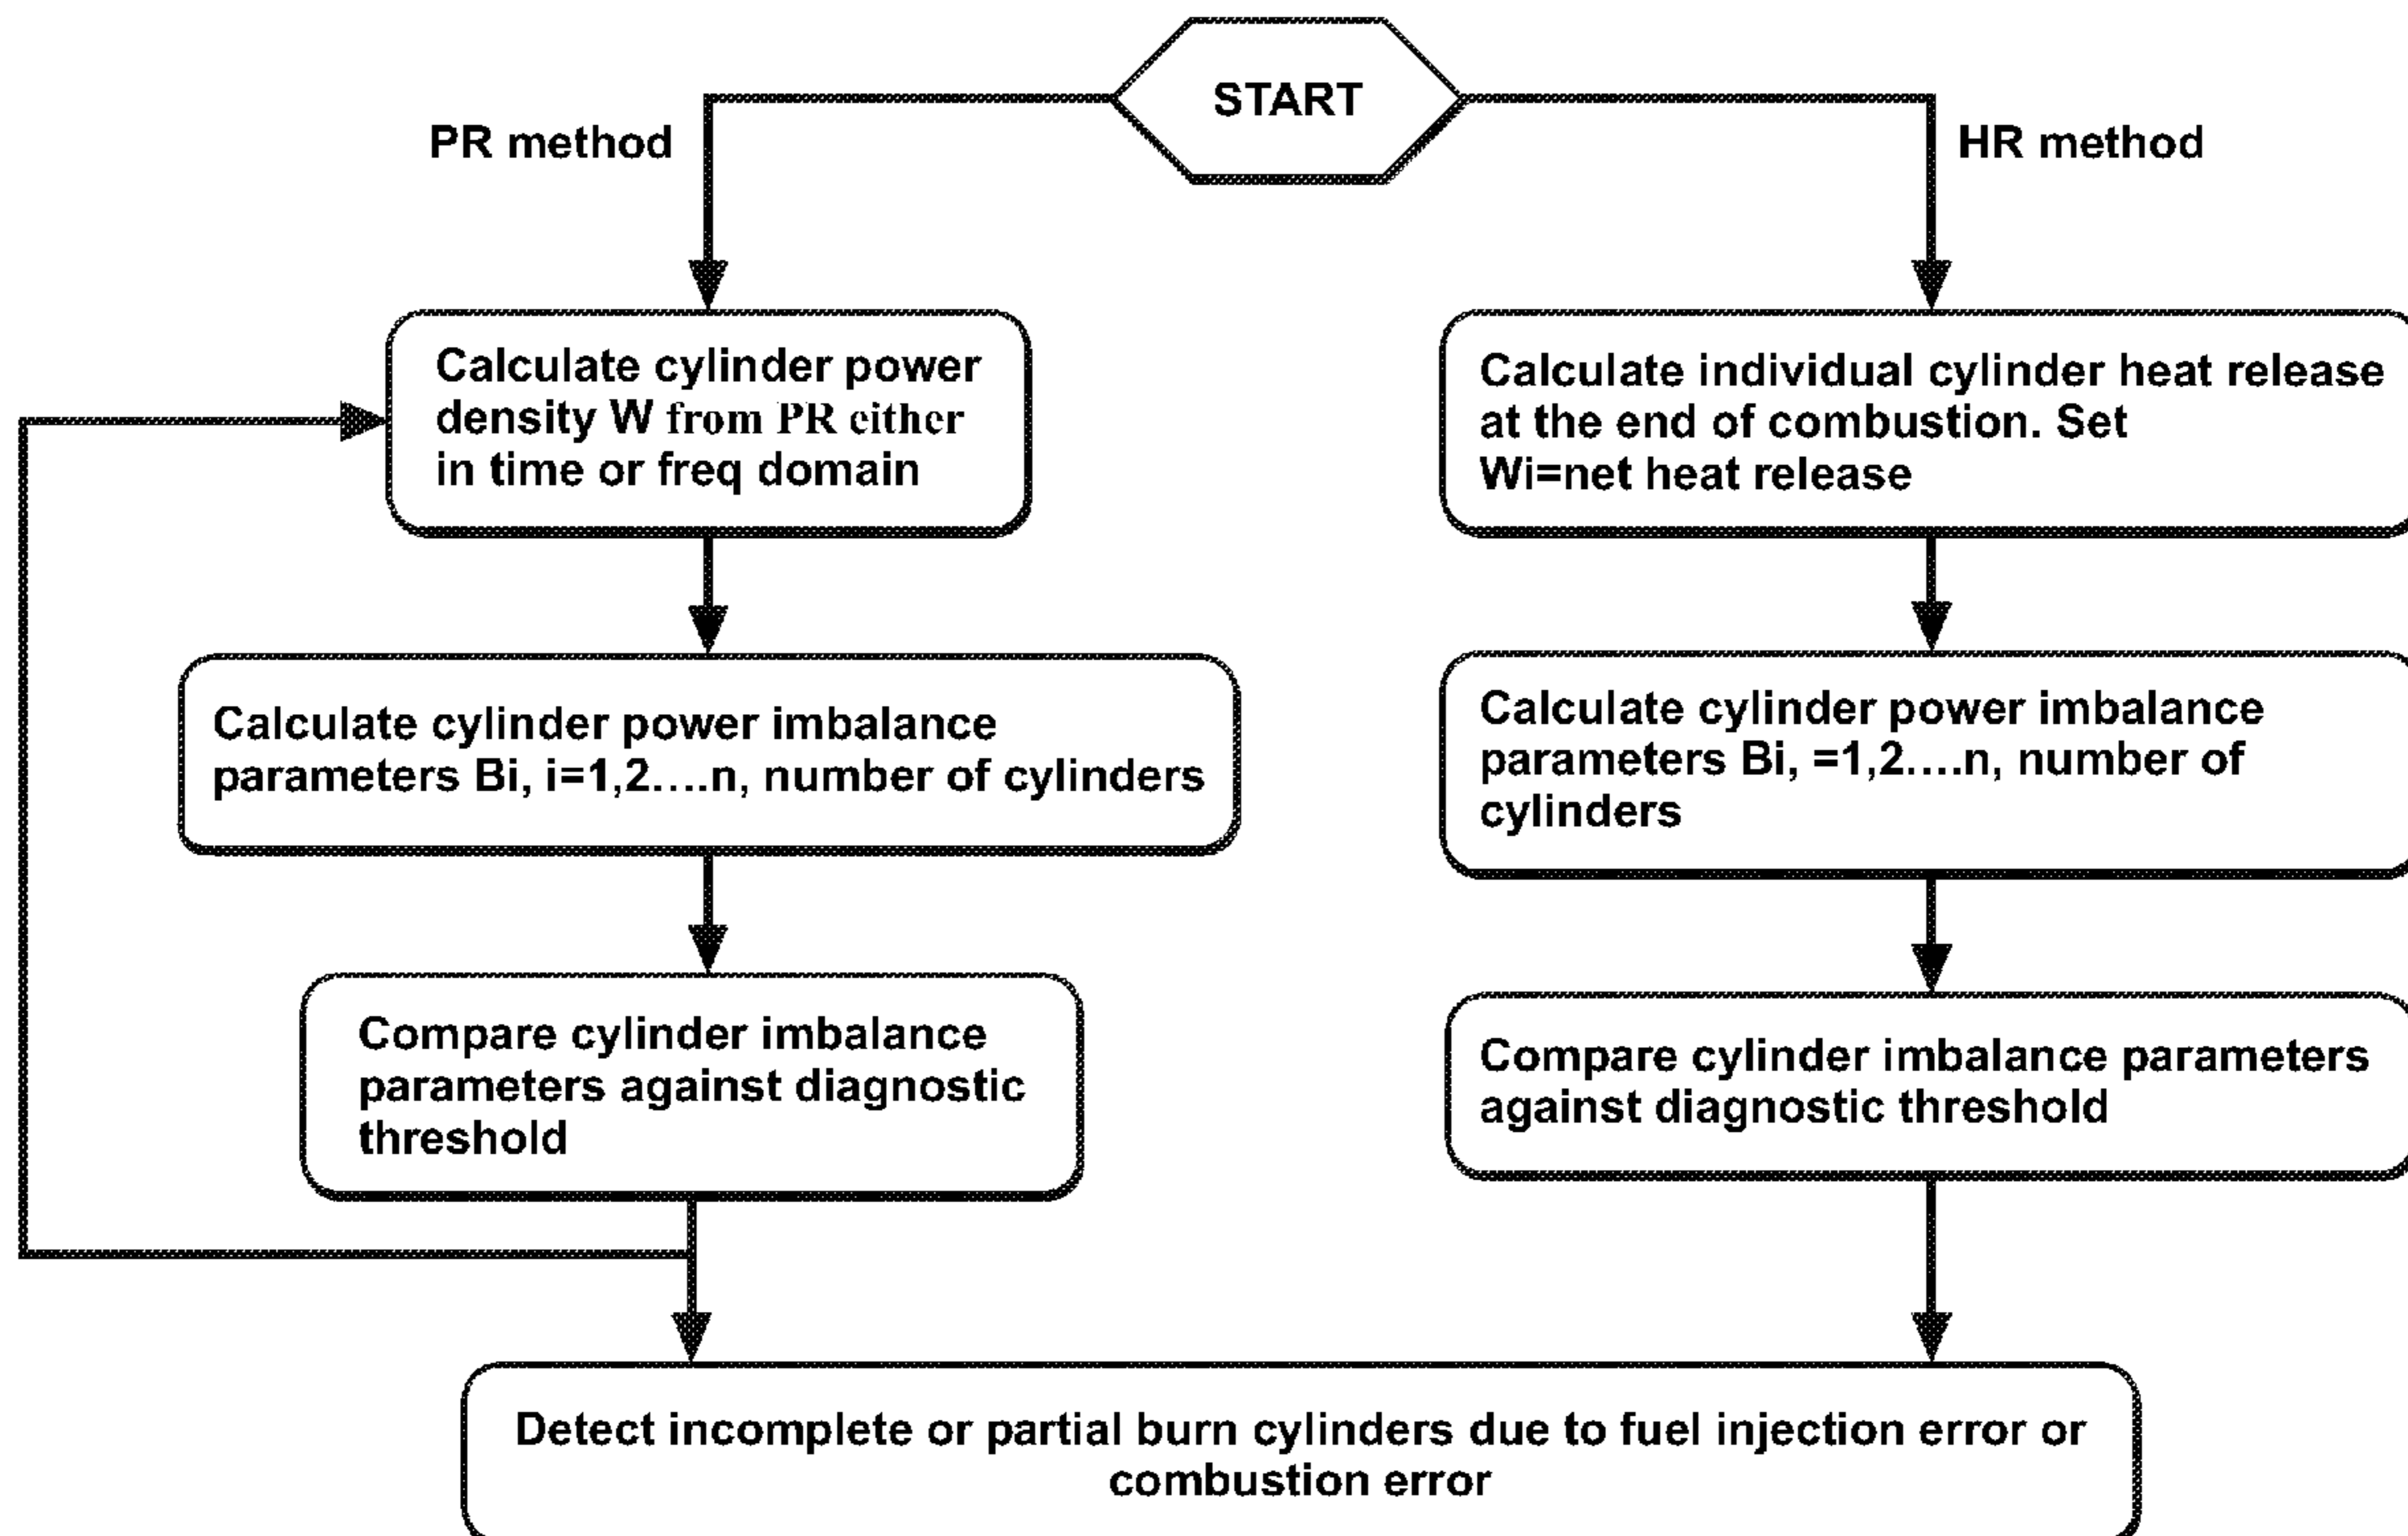 START
PR method
HR method
Calculate cylinder power
density W from PR either
in time or freq domain
Calculate individual cylinder heat release
at the end of combustion. Set
Wi=net heat release
Calculate cylinder power imbalance
parameters Bi, i=1,2....n, number of cylinders
Calculate cylinder power imbalance
parameters Bi, =1,2....n, number of
cylinders
Compare cylinder imbalance
parameters against diagnostic
threshold
Compare cylinder imbalance parameters
against diagnostic threshold
Detect incomplete or partial burn cylinders due to fuel injection error or
combustion error